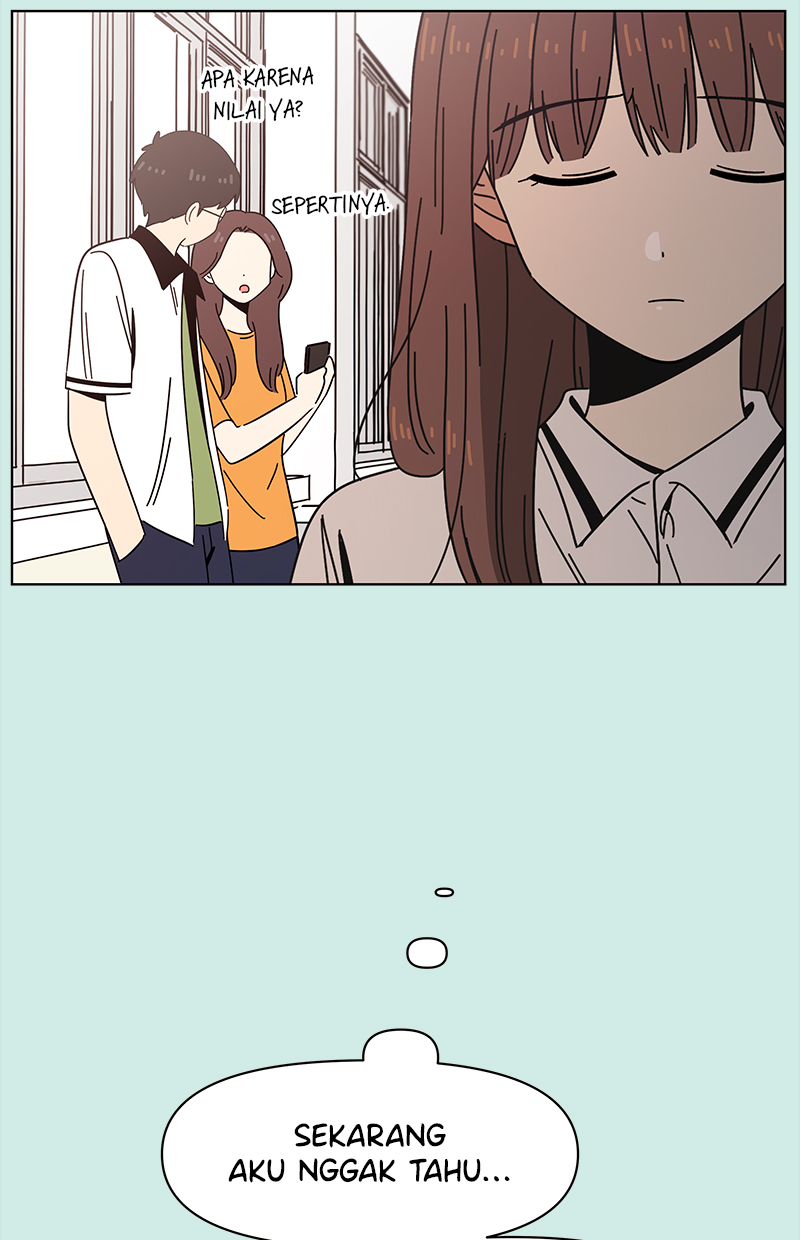 APA KARENA
NILAI YA?
SEPERTINYA.
SEKARANG
AKU NGGAK TAHU...